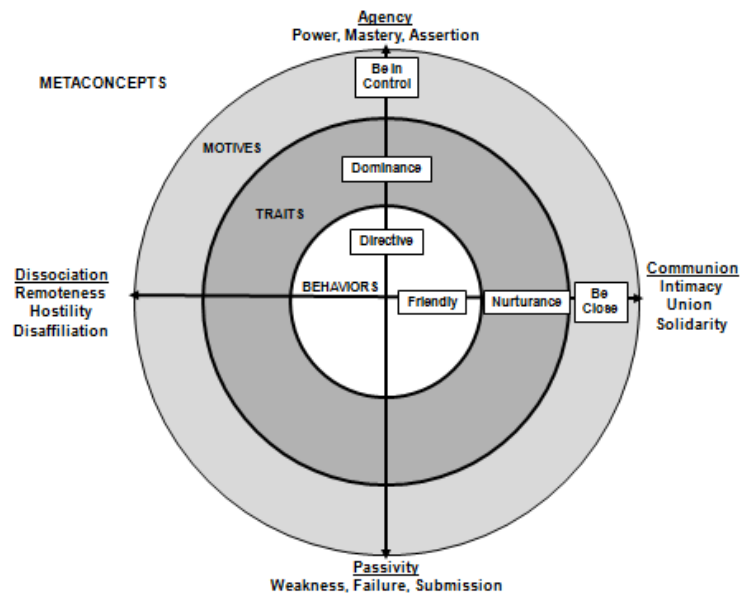 Agency
Power, Mastery, Assertion
METACONCEPTS
Be in
Control
MOTIVES
Dominance
TRAITS
Directive
Dissociation
Remoteness
Hostility
Disaffiliation
BEHAVIORS
Friendly
Nurturance
Be
Close
Communion
Intimacy
Union
Solidarity
Passivity
Weakness, Failure, Submission